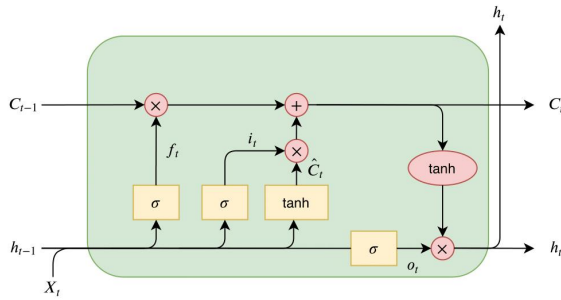 h_t
C_{t-1} × + C_t
f_t i_t × Ĉ_t tanh
σ σ tanh
h_{t-1} σ o_t × h_t
X_t